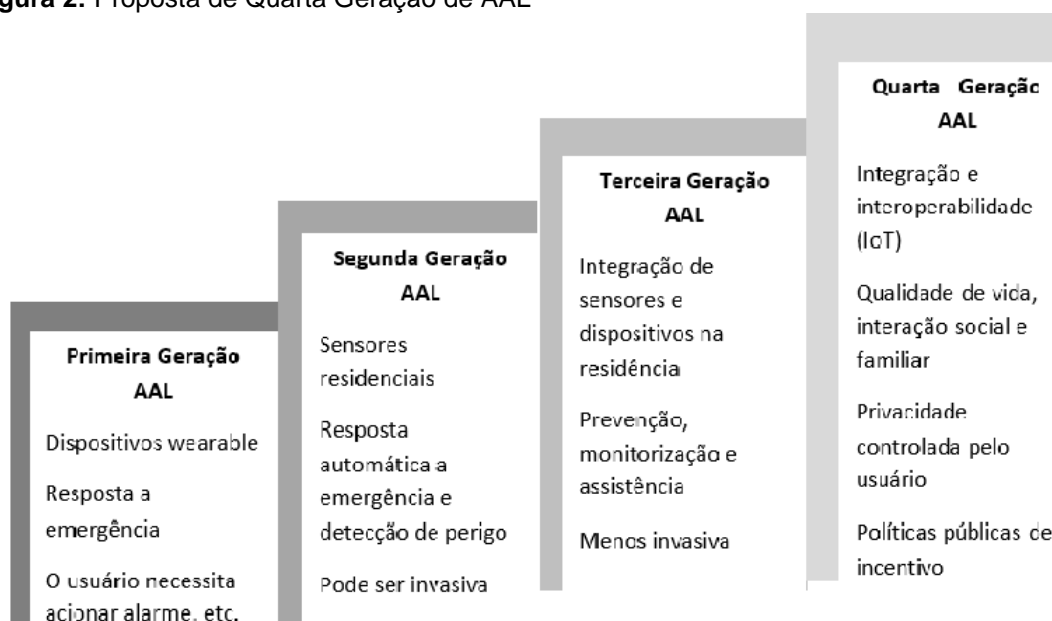 gura 2. Proposta de Quarta Geração de AAL
Primeira Geração
AAL
Dispositivos wearable
Resposta a
emergência
O usuário necessita
acionar alarme, etc.
Segunda Geração
AAL
Sensores
residenciais
Resposta
automática a
emergência e
detecção de perigo
Pode ser invasiva
Terceira Geração
AAL
Integração de
sensores e
dispositivos na
residência
Prevenção,
monitorização e
assistência
Menos invasiva
Quarta Geração
AAL
Integração e
interoperabilidade
(IoT)
Qualidade de vida,
interação social e
familiar
Privacidade
controlada pelo
usuário
Políticas públicas de
incentivo